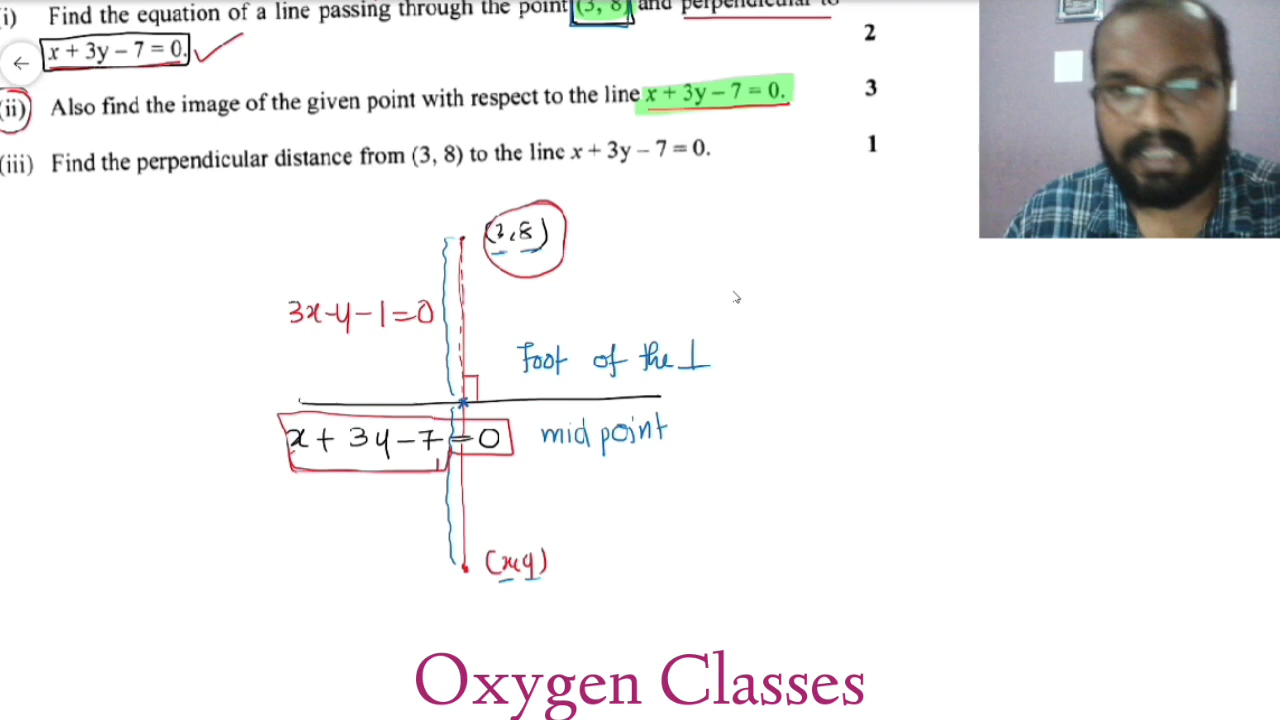 i) Find the equation of a line passing through the point (3, 8) and perpendicular to
x + 3y – 7 = 0.
2
(ii) Also find the image of the given point with respect to the line x + 3y – 7 = 0.
3
(iii) Find the perpendicular distance from (3, 8) to the line x + 3y – 7 = 0.
1
(3,8)
3x-y-1=0
Foot of the ⊥
x + 3y - 7 = 0
mid point
(x,y)
Oxygen Classes